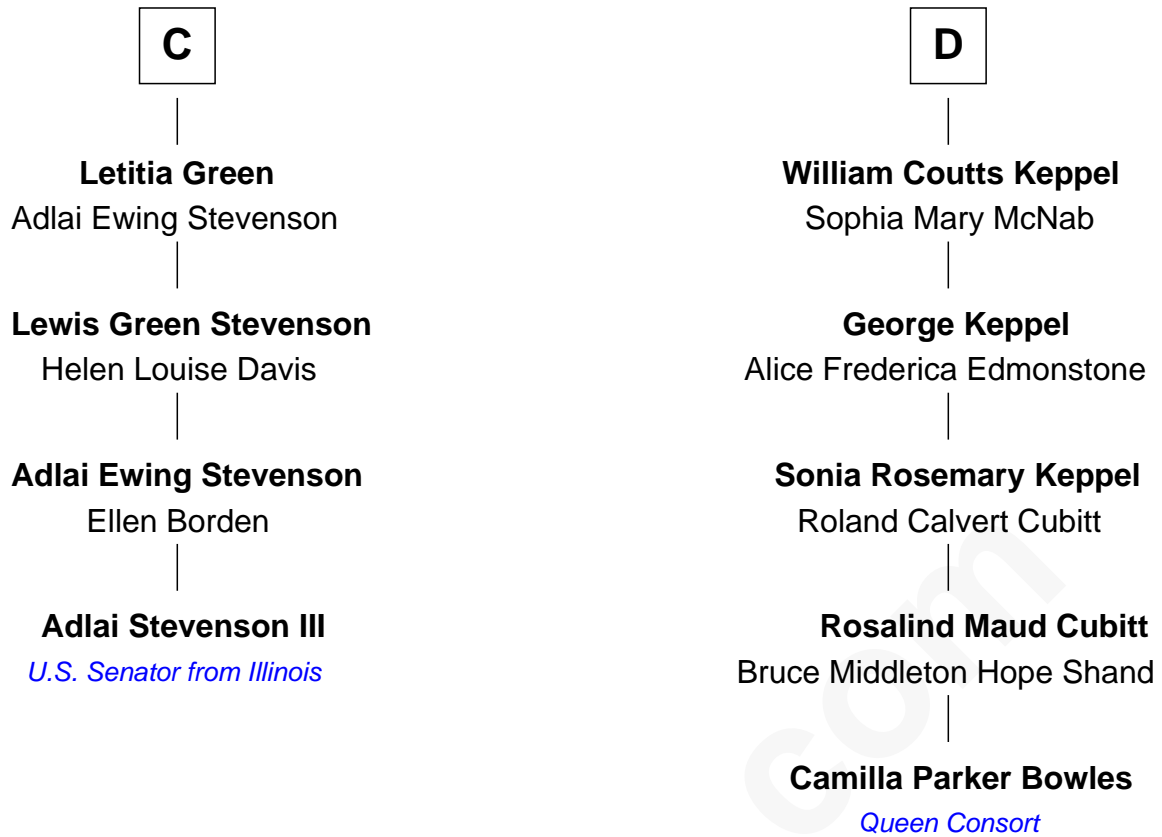 C
Letitia Green
Adlai Ewing Stevenson
Lewis Green Stevenson
Helen Louise Davis
Adlai Ewing Stevenson
Ellen Borden
Adlai Stevenson III
U.S. Senator from Illinois
D
William Coutts Keppel
Sophia Mary McNab
George Keppel
Alice Frederica Edmonstone
Sonia Rosemary Keppel
Roland Calvert Cubitt
Rosalind Maud Cubitt
Bruce Middleton Hope Shand
Camilla Parker Bowles
Queen Consort
com